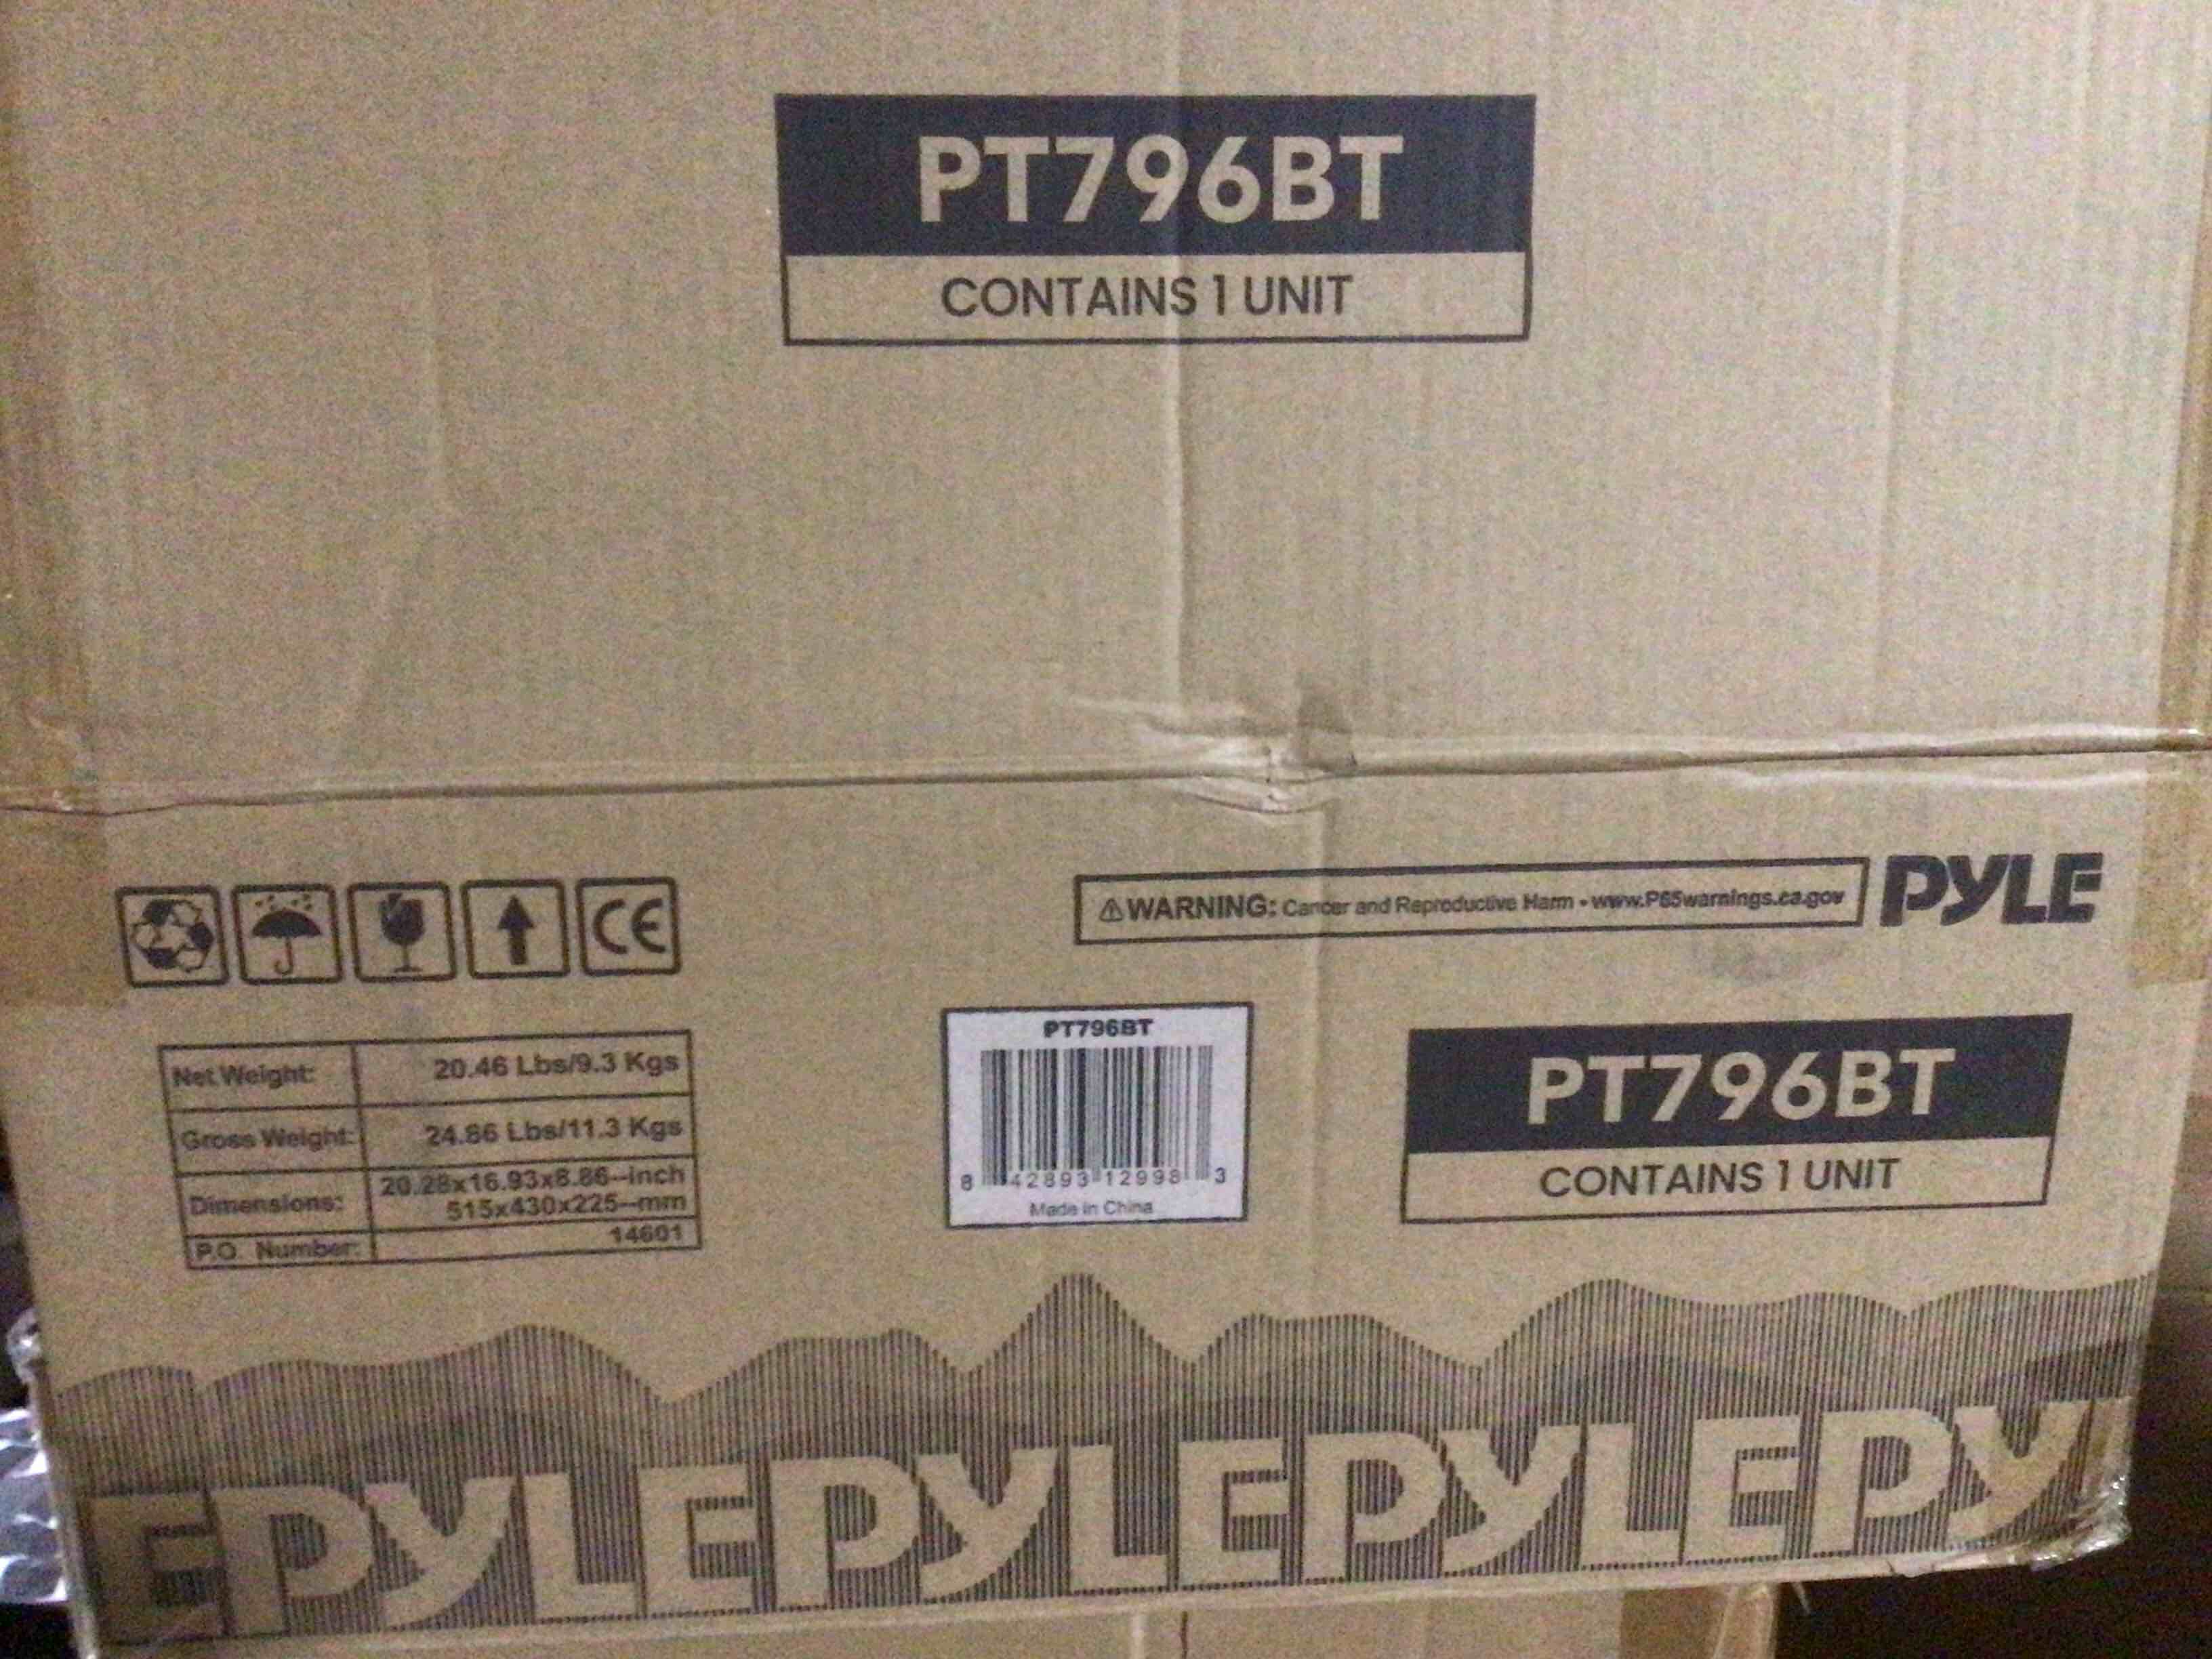 PT796BT
CONTAINS 1 UNIT
CE
⚠WARNING: Cancer and Reproductive Harm - www.P65warnings.ca.gov
PYLE
Net Weight: 20.46 Lbs/9.3 Kgs
Gross Weight: 24.86 Lbs/11.3 Kgs
Dimensions: 20.28x16.93x8.86--inch
515x430x225--mm
P.O. Number: 14601
PT796BT
8 42893 12998 3
Made in China
PT796BT
CONTAINS 1 UNIT
EPYLEPYLEPYLEPY